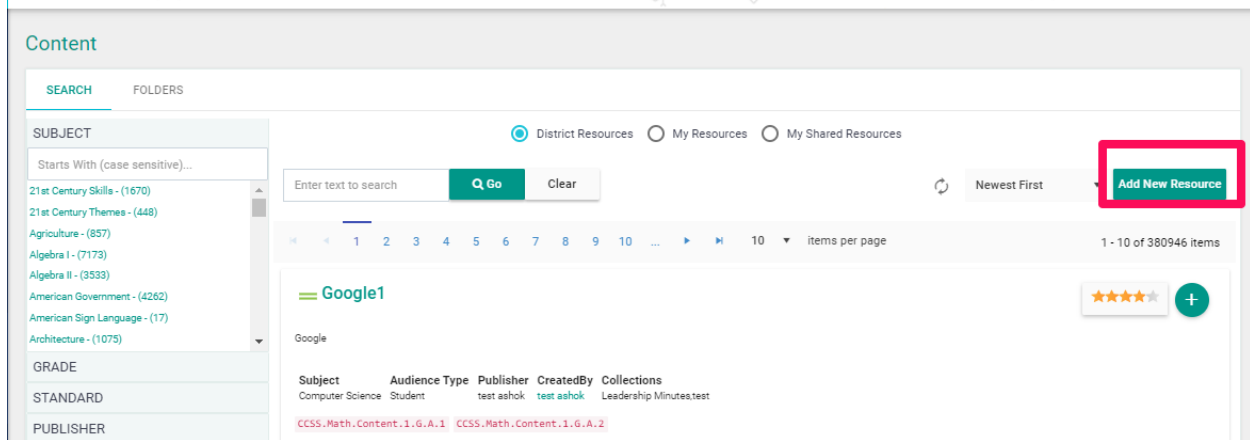 Content
SEARCH FOLDERS
SUBJECT
Starts With (case sensitive)...
21st Century Skills - (1670)
21st Century Themes - (448)
Agriculture - (857)
Algebra I - (7173)
Algebra II - (3533)
American Government - (4262)
American Sign Language - (17)
Architecture - (1075)
GRADE
STANDARD
PUBLISHER
District Resources My Resources My Shared Resources
Enter text to search Go Clear Newest First Add New Resource
1 2 3 4 5 6 7 8 9 10 ... 10 items per page 1 - 10 of 380946 items
Google1
Google
Subject Audience Type Publisher CreatedBy Collections
Computer Science Student test ashok test ashok Leadership Minutes,test
CCSS.Math.Content.1.G.A.1 CCSS.Math.Content.1.G.A.2